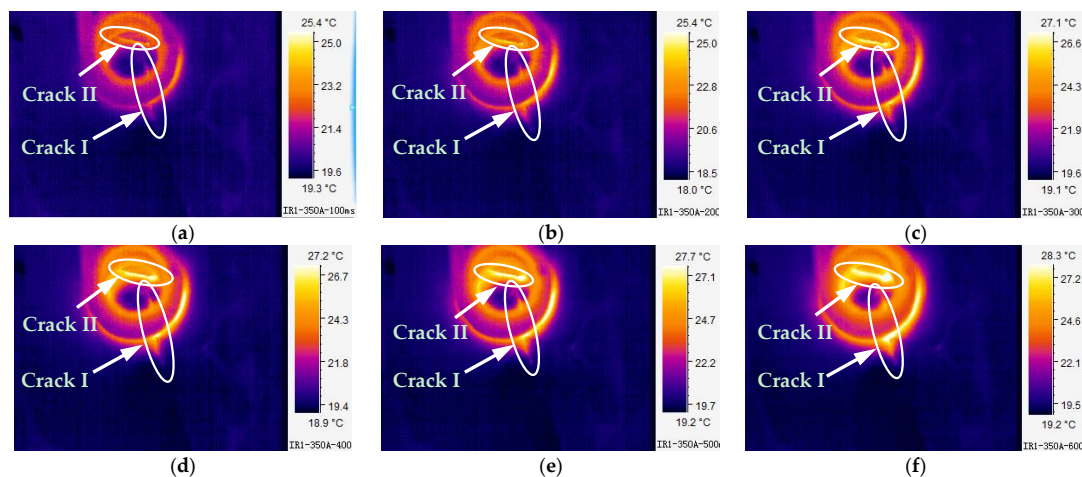 25.4 °C
25.0
23.2
21.4
19.6
19.3 °C
Crack II
Crack I
IR1-350A-100ms
(a)
25.4 °C
25.0
22.8
20.6
18.5
18.0 °C
Crack II
Crack I
IR1-350A-200
(b)
27.1 °C
26.6
24.3
21.9
19.6
19.1 °C
Crack II
Crack I
IR1-350A-300
(c)
27.2 °C
26.7
24.3
21.8
19.4
18.9 °C
Crack II
Crack I
IR1-350A-400
(d)
27.7 °C
27.1
24.7
22.2
19.7
19.2 °C
Crack II
Crack I
IR1-350A-500m
(e)
28.3 °C
27.2
24.6
22.1
19.5
19.2 °C
Crack II
Crack I
IR1-350A-600
(f)